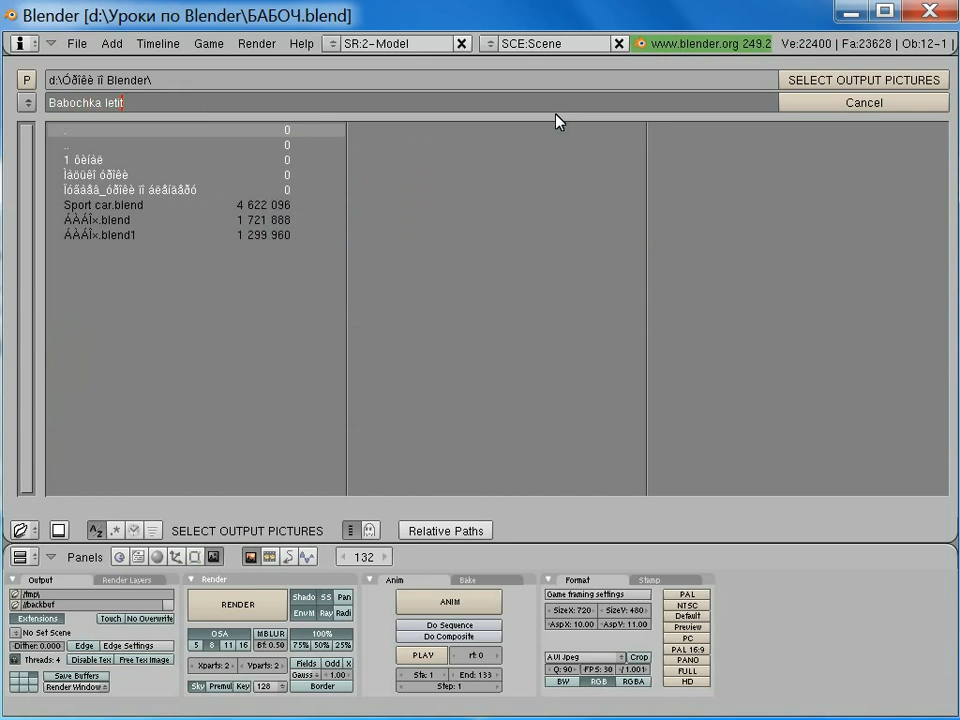 Blender [d:\Уроки по Blender\БАБОЧ.blend]
File Add Timeline Game Render Help SR:2-Model SCE:Scene www.blender.org 249.2 Ve:22400 | Fa:23628 | Ob:12-1 |
P d:\Óðîêè ïî Blender\ SELECT OUTPUT PICTURES
Babochka letit Cancel
. 0
.. 0
1 ôèíàë 0
Ìàöüêî óðîêè 0
Sport car.blend 4 622 096
ÁÀÁÎ×.blend 1 721 888
ÁÀÁÎ×.blend1 1 299 960
SELECT OUTPUT PICTURES Relative Paths
Panels 132
Output Render Layers Render Anim Bake Format Stamp
/tmp\
//backbuf
Extensions Touch No Overwrite
No Set Scene
Dither: 0.000 Edge Edge Settings
Threads: 4 Disable Tex Free Tex Image
Save Buffers
Render Window
RENDER
Shado SS Pan
EnvM Ray Radi
OSA MBLUR 100%
5 8 11 16 Bf: 0.50 75% 50% 25%
Xparts: 2 Yparts: 2 Fields Odd X
Gauss 1.00
Sky Premul Key 128 Border
ANIM
Do Sequence
Do Composite
PLAY rt: 0
Sta: 1 End: 133
Step: 1
Game framing settings
SizeX: 720 SizeY: 480
AspX: 10.00 AspY: 11.00
AVI Jpeg Crop
Q: 90 FPS: 30 /1.001
BW RGB RGBA
PAL
NTSC
Default
Preview
PC
PAL 16:9
PANO
FULL
HD